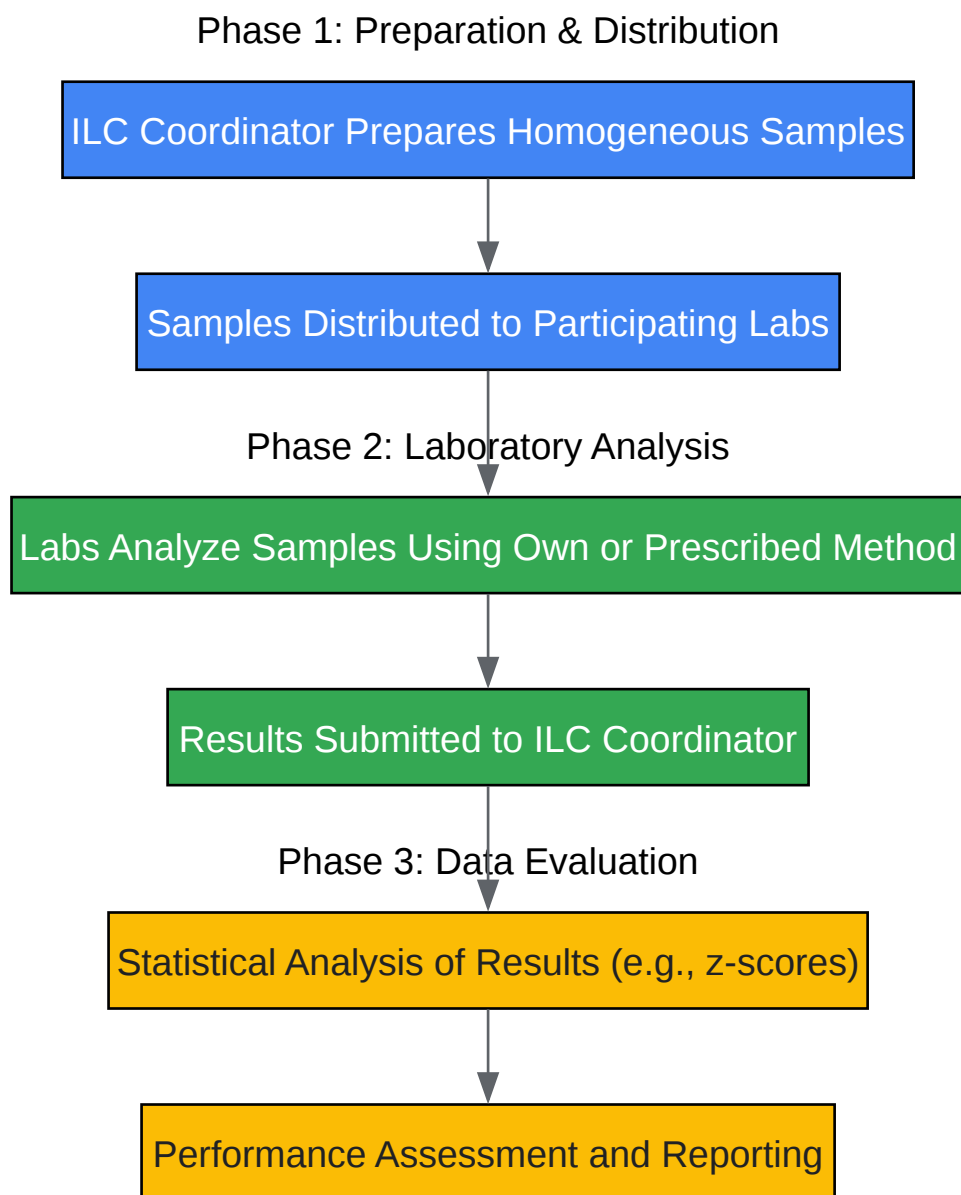 Phase 1: Preparation & Distribution
ILC Coordinator Prepares Homogeneous Samples
Samples Distributed to Participating Labs
Phase 2: Laboratory Analysis
Labs Analyze Samples Using Own or Prescribed Method
Results Submitted to ILC Coordinator
Phase 3: Data Evaluation
Statistical Analysis of Results (e.g., z-scores)
Performance Assessment and Reporting